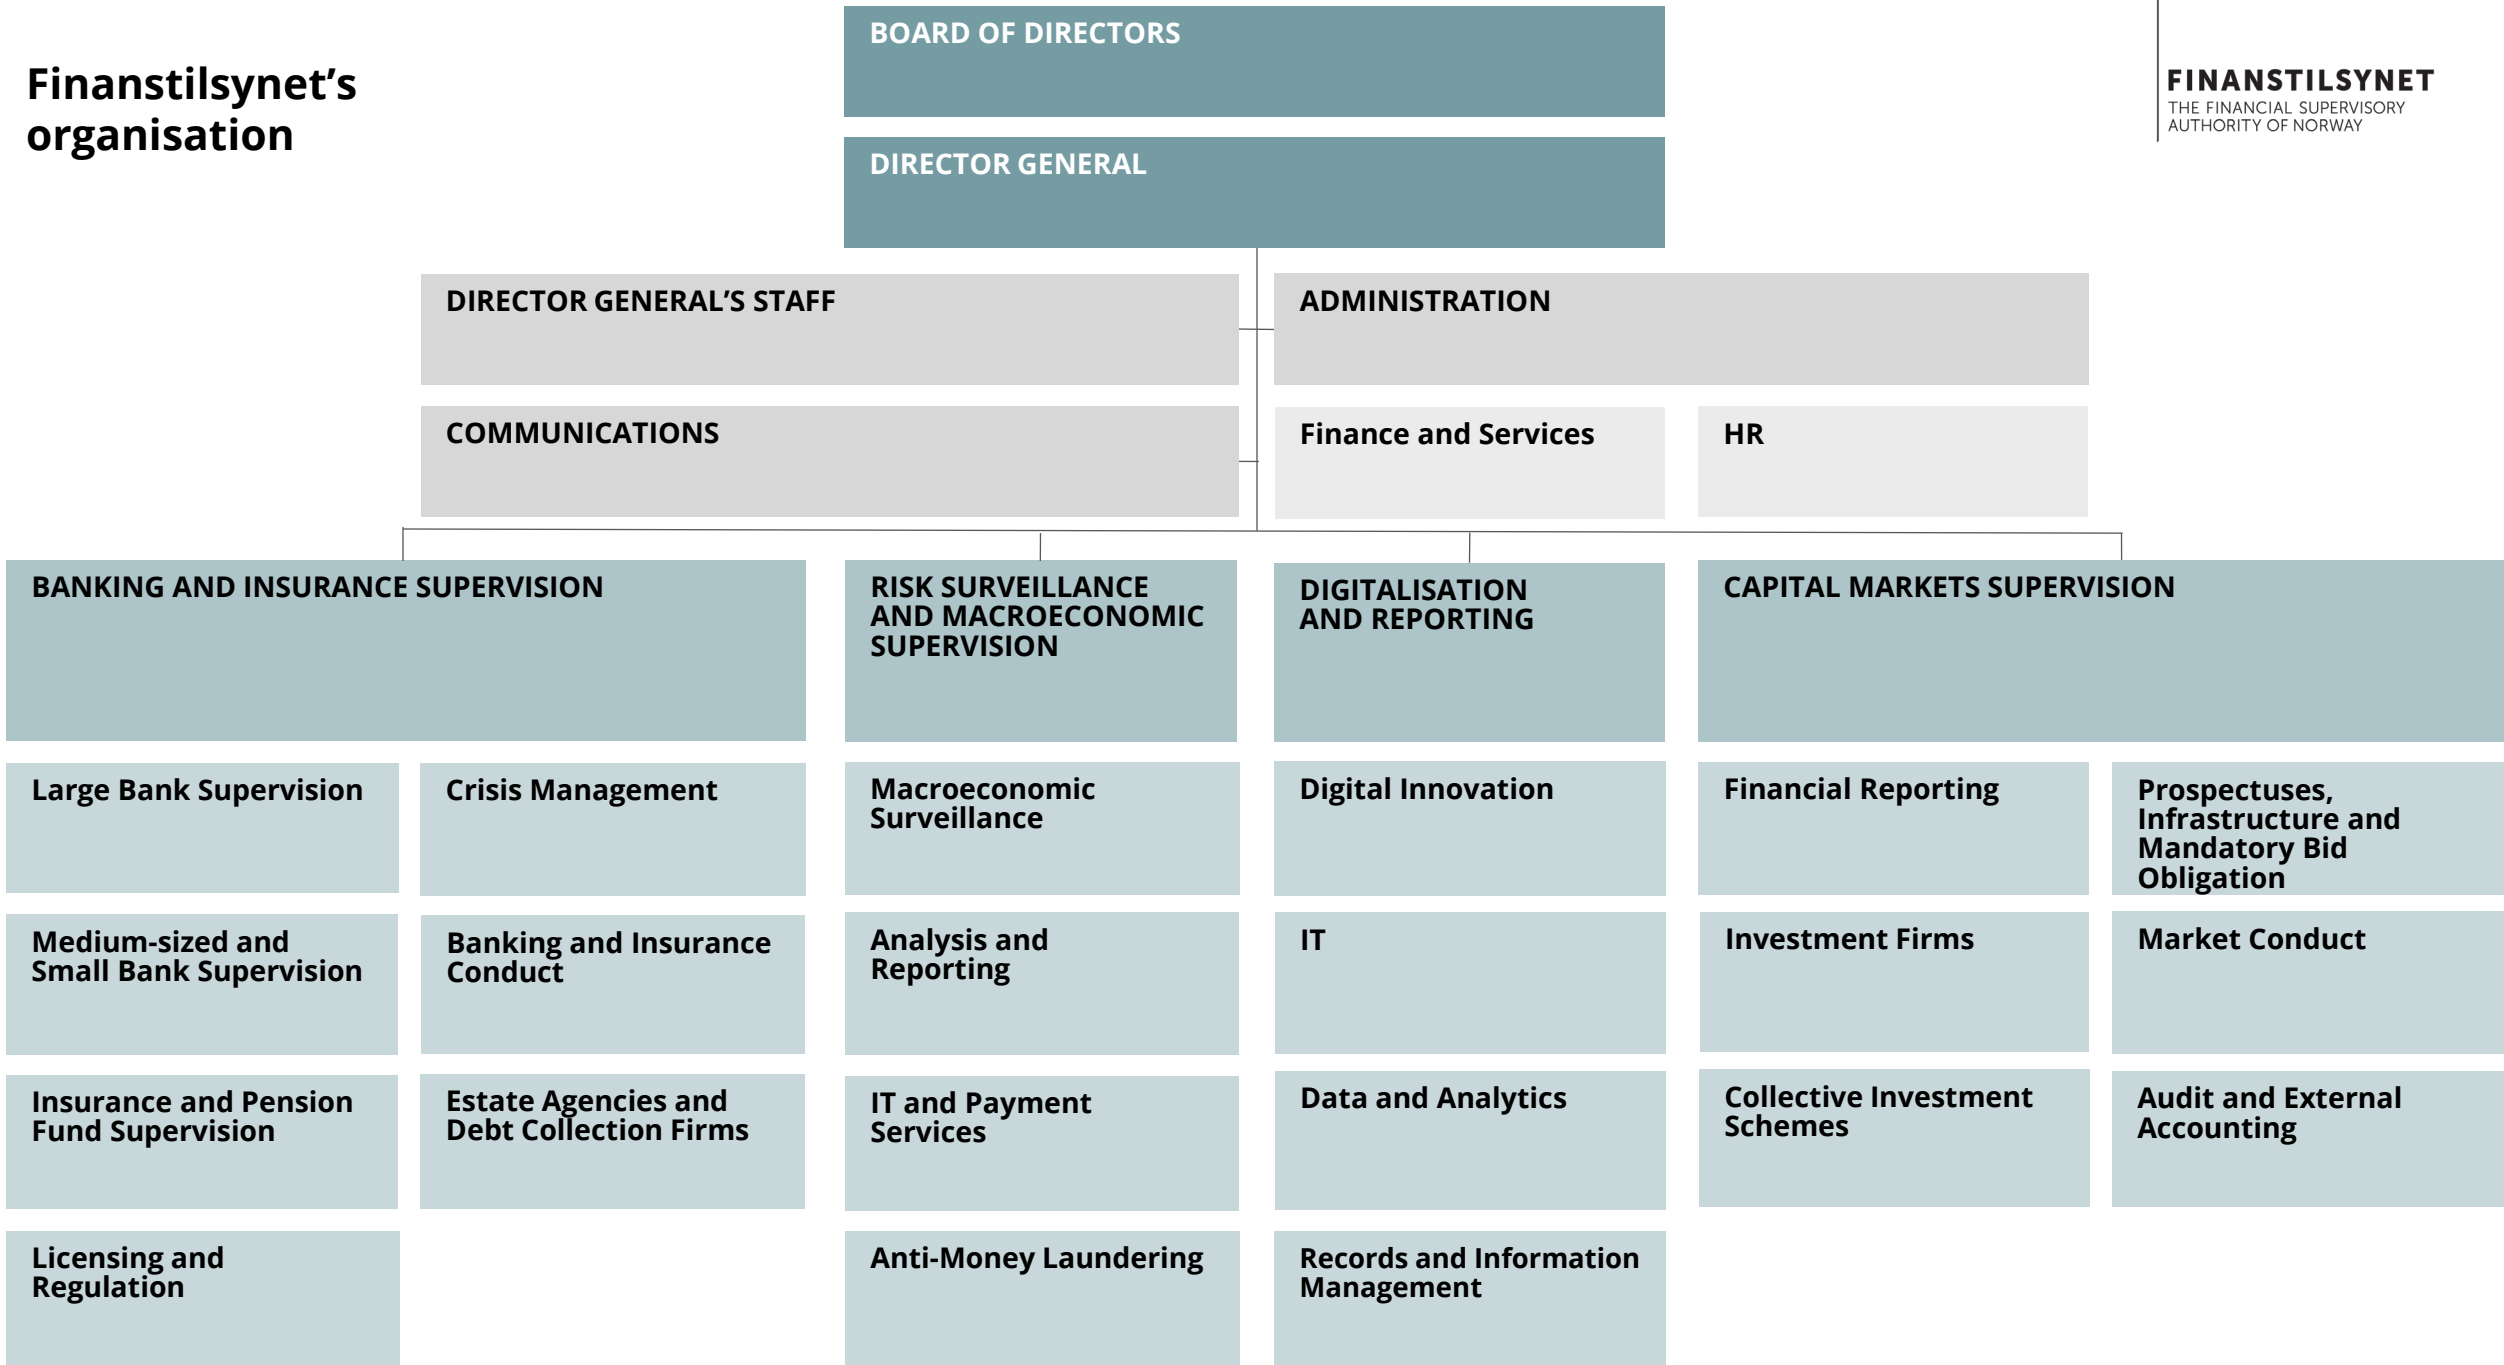 Finanstilsynet’s
organisation
BOARD OF DIRECTORS
DIRECTOR GENERAL
FINANSTILSYNET
THE FINANCIAL SUPERVISORY
AUTHORITY OF NORWAY
DIRECTOR GENERAL’S STAFF
ADMINISTRATION
COMMUNICATIONS
Finance and Services
HR
BANKING AND INSURANCE SUPERVISION
RISK SURVEILLANCE
AND MACROECONOMIC
SUPERVISION
DIGITALISATION
AND REPORTING
CAPITAL MARKETS SUPERVISION
Large Bank Supervision
Crisis Management
Macroeconomic
Surveillance
Digital Innovation
Financial Reporting
Prospectuses,
Infrastructure and
Mandatory Bid
Obligation
Medium-sized and
Small Bank Supervision
Banking and Insurance
Conduct
Analysis and
Reporting
IT
Investment Firms
Market Conduct
Insurance and Pension
Fund Supervision
Estate Agencies and
Debt Collection Firms
IT and Payment
Services
Data and Analytics
Collective Investment
Schemes
Audit and External
Accounting
Licensing and
Regulation
Anti-Money Laundering
Records and Information
Management